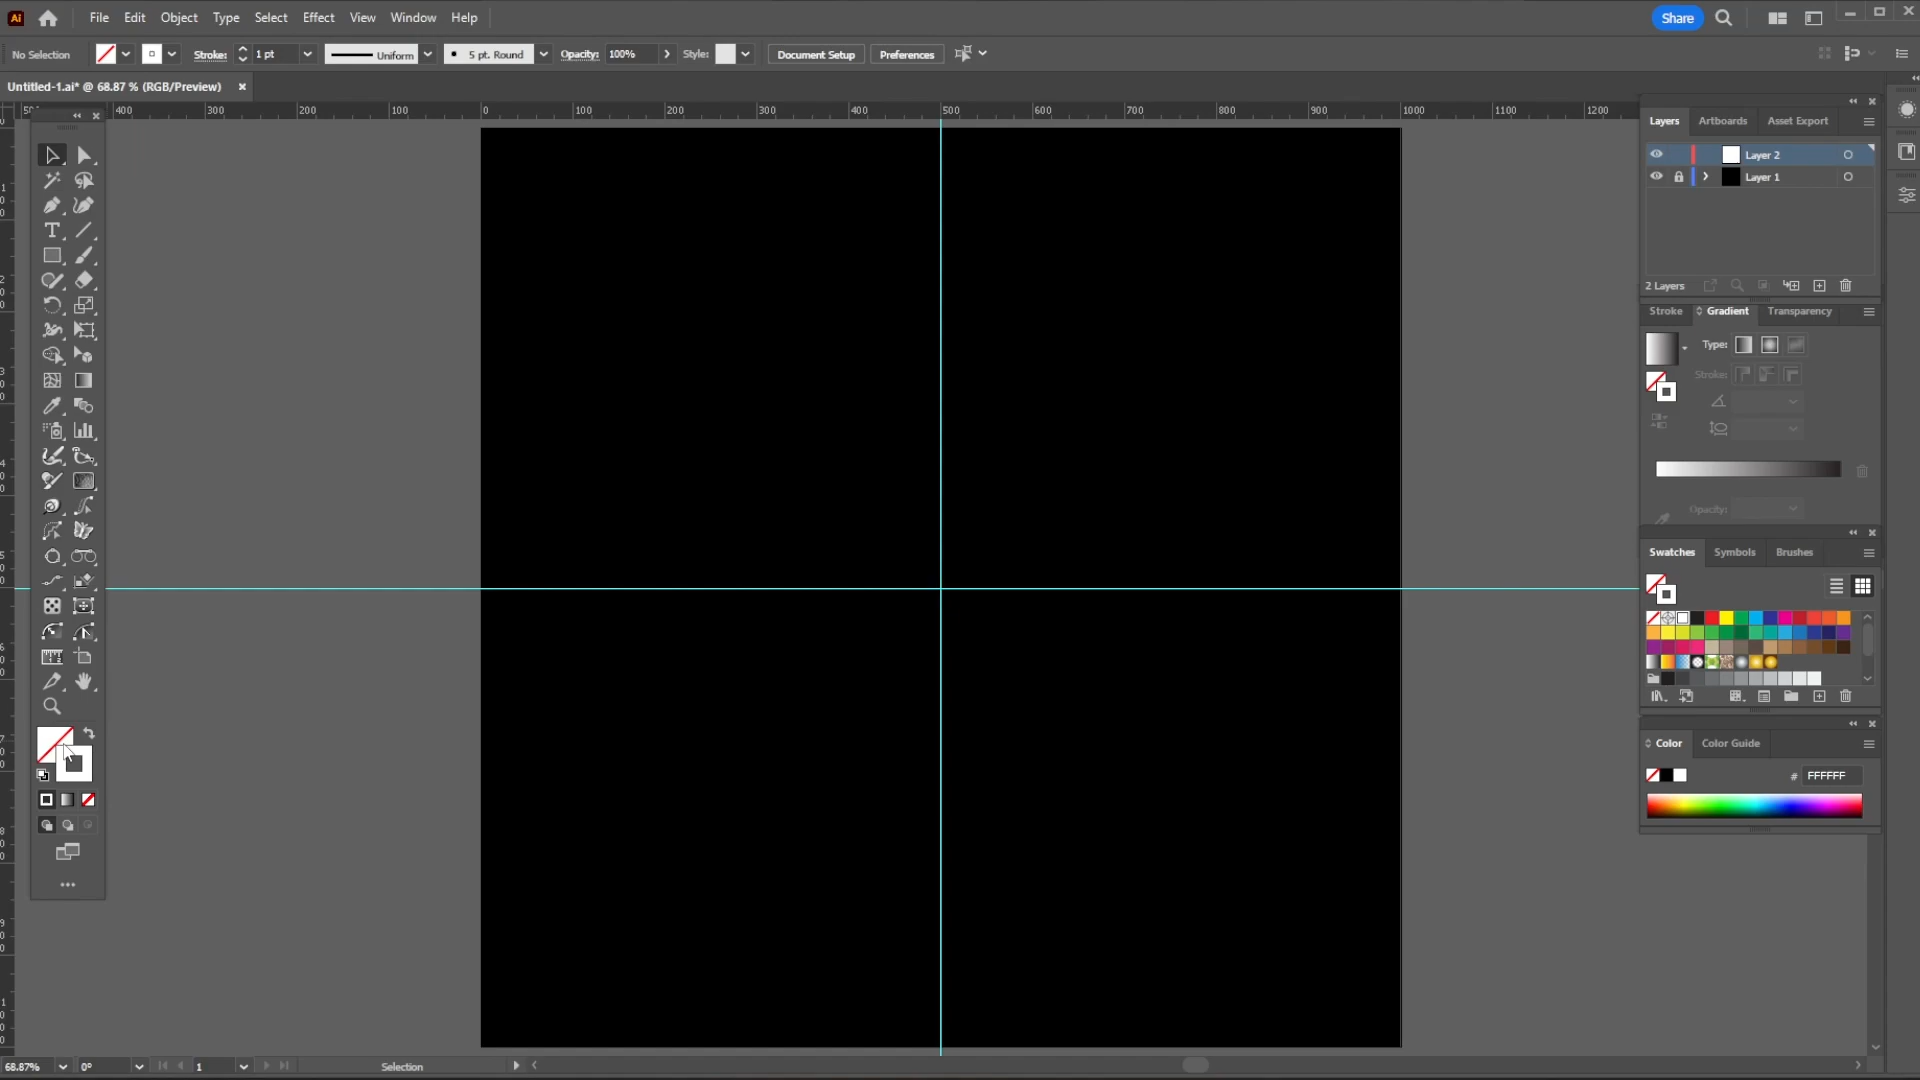 Ai File Edit Object Type Select Effect View Window Help Share
No Selection Stroke: 1 pt Uniform 5 pt. Round Opacity: 100% Style: Document Setup Preferences
Untitled-1.ai* @ 68.87 % (RGB/Preview)
400 300 200 100 0 100 200 300 400 500 600 700 800 900 1000 1100 1200
Layers Artboards Asset Export
Layer 2
Layer 1
2 Layers
Stroke Gradient Transparency
Type:
Stroke:
Opacity:
Swatches Symbols Brushes
Color Color Guide
# FFFFFF
68.87% 0° 1 Selection